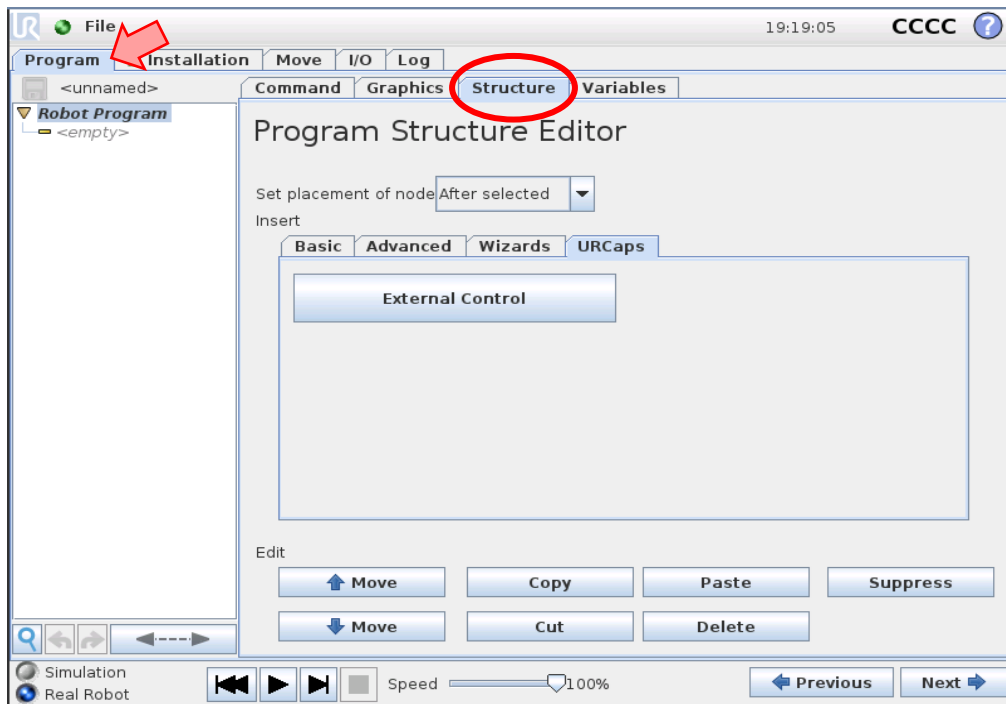 UR File 19:19:05 CCCC ?
Program Installation Move I/O Log
<unnamed> Command Graphics Structure Variables
Robot Program
<empty>
Program Structure Editor
Set placement of node After selected
Insert
Basic Advanced Wizards URCaps
External Control
Edit
Move Copy Paste Suppress
Move Cut Delete
Simulation
Real Robot
Speed 100% Previous Next